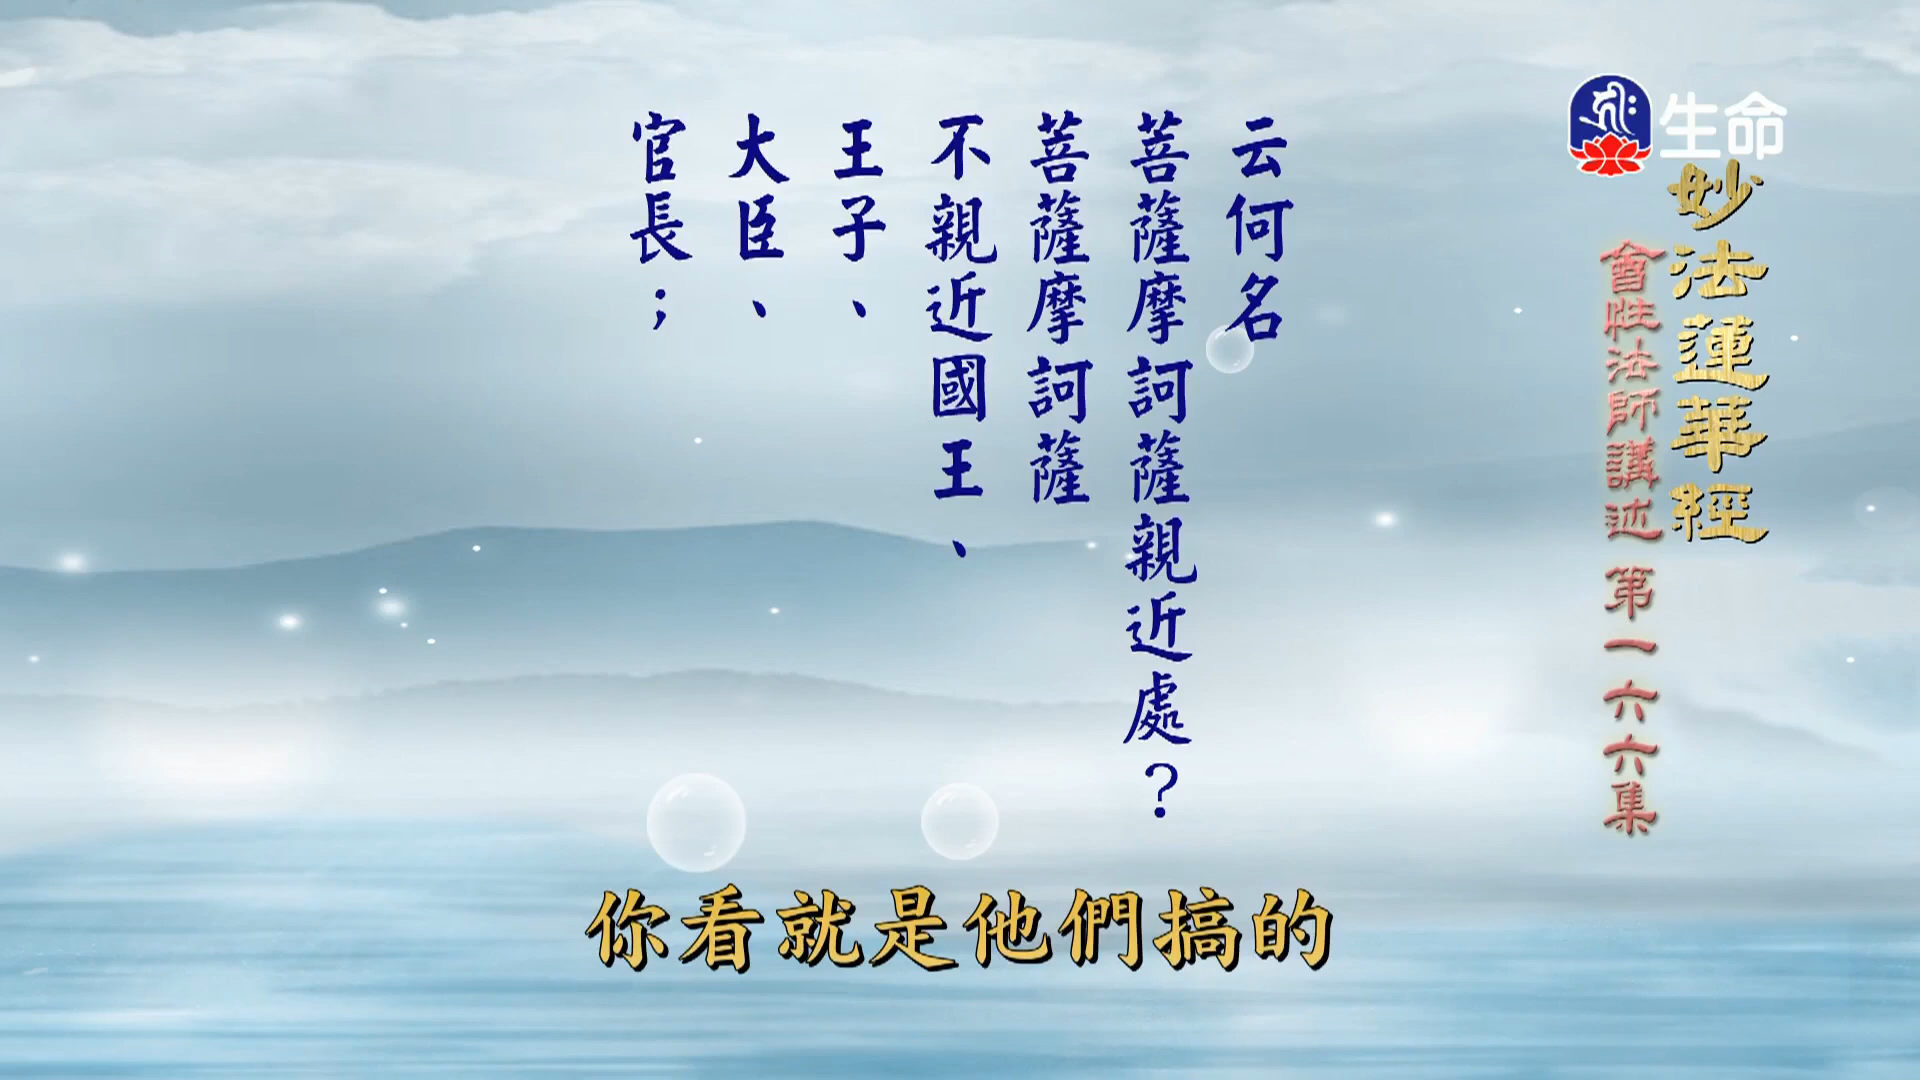 生命
妙法蓮華經
會性法師講述 第一六六集
云何名
菩薩摩訶薩親近處？
菩薩摩訶薩
不親近國王、
王子、
大臣、
官長；
你看就是他們搞的